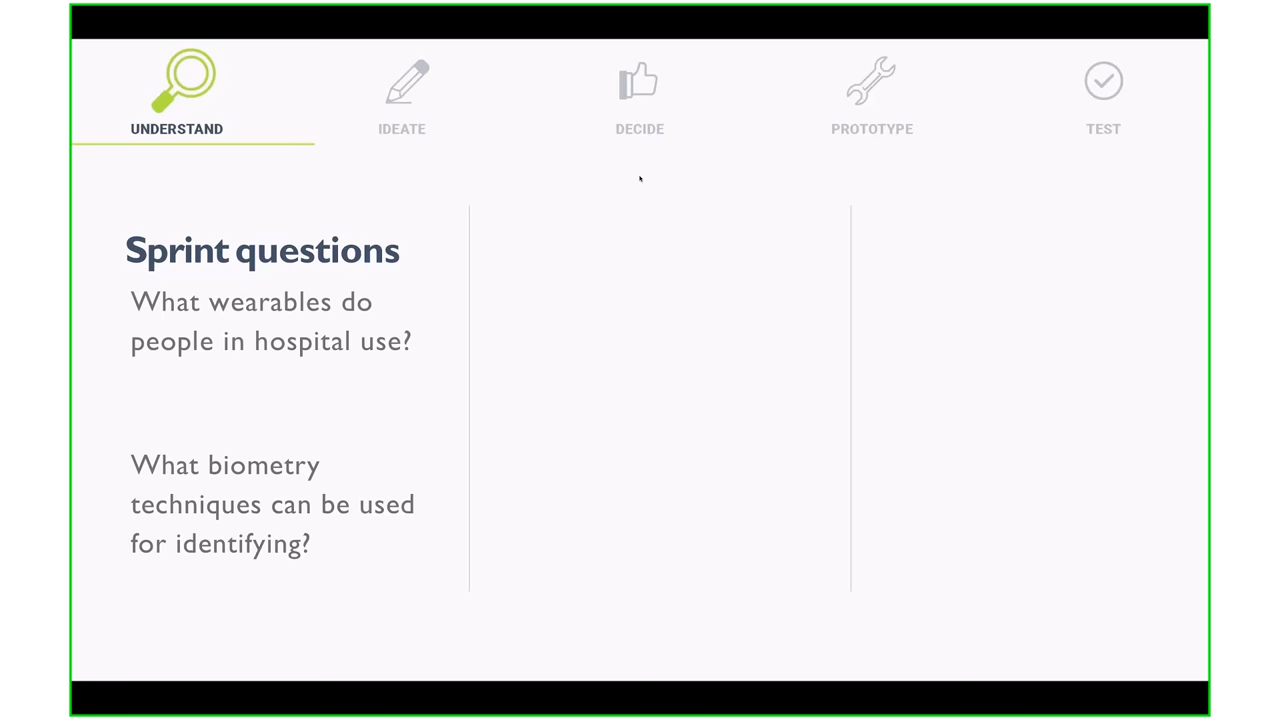 UNDERSTAND
IDEATE
DECIDE
PROTOTYPE
TEST
Sprint questions
What wearables do
people in hospital use?
What biometry
techniques can be used
for identifying?